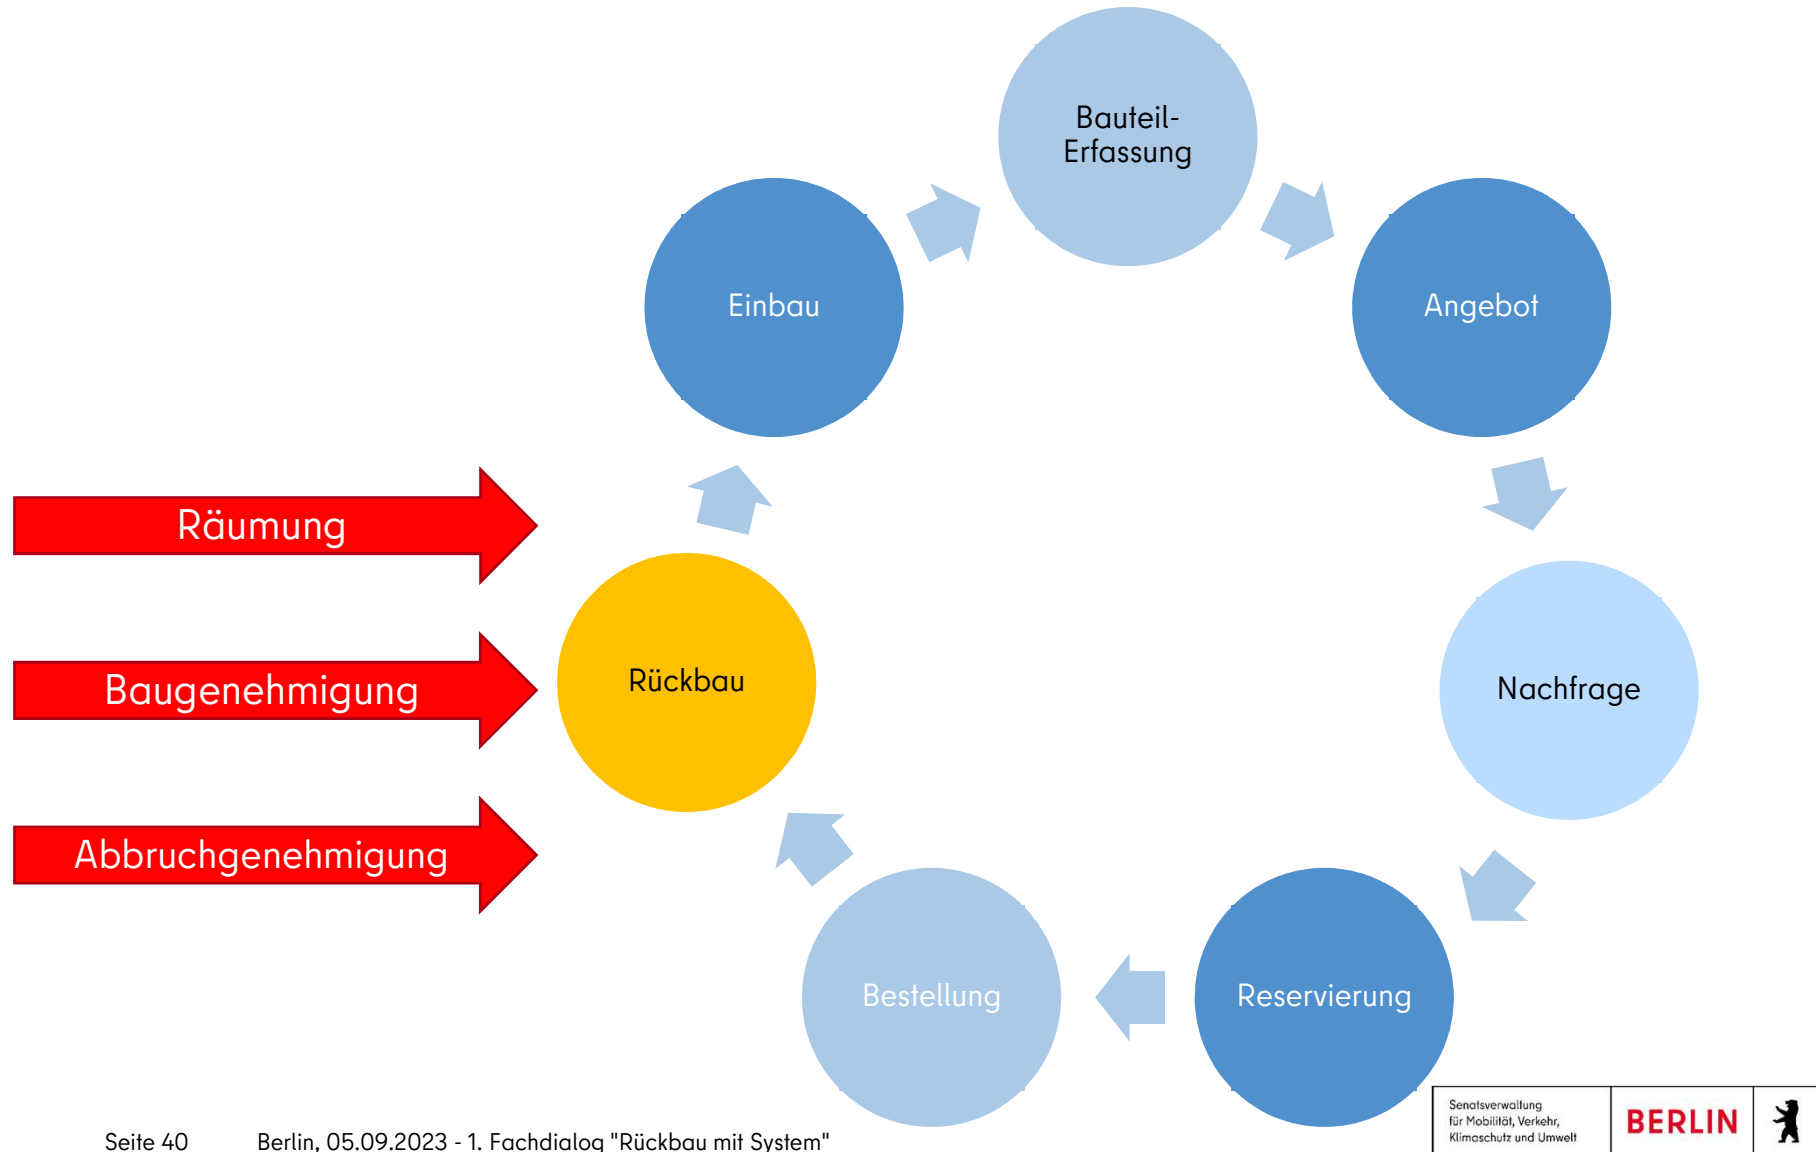 Bauteil-
Erfassung
Einbau
Angebot
Räumung
Rückbau
Baugenehmigung
Nachfrage
Abbruchgenehmigung
Bestellung
Reservierung
Senatsverwaltung
für Mobilität, Verkehr,
Klimaschutz und Umwelt
BERLIN
Seite 40
Berlin, 05.09.2023 - 1. Fachdialog "Rückbau mit System"